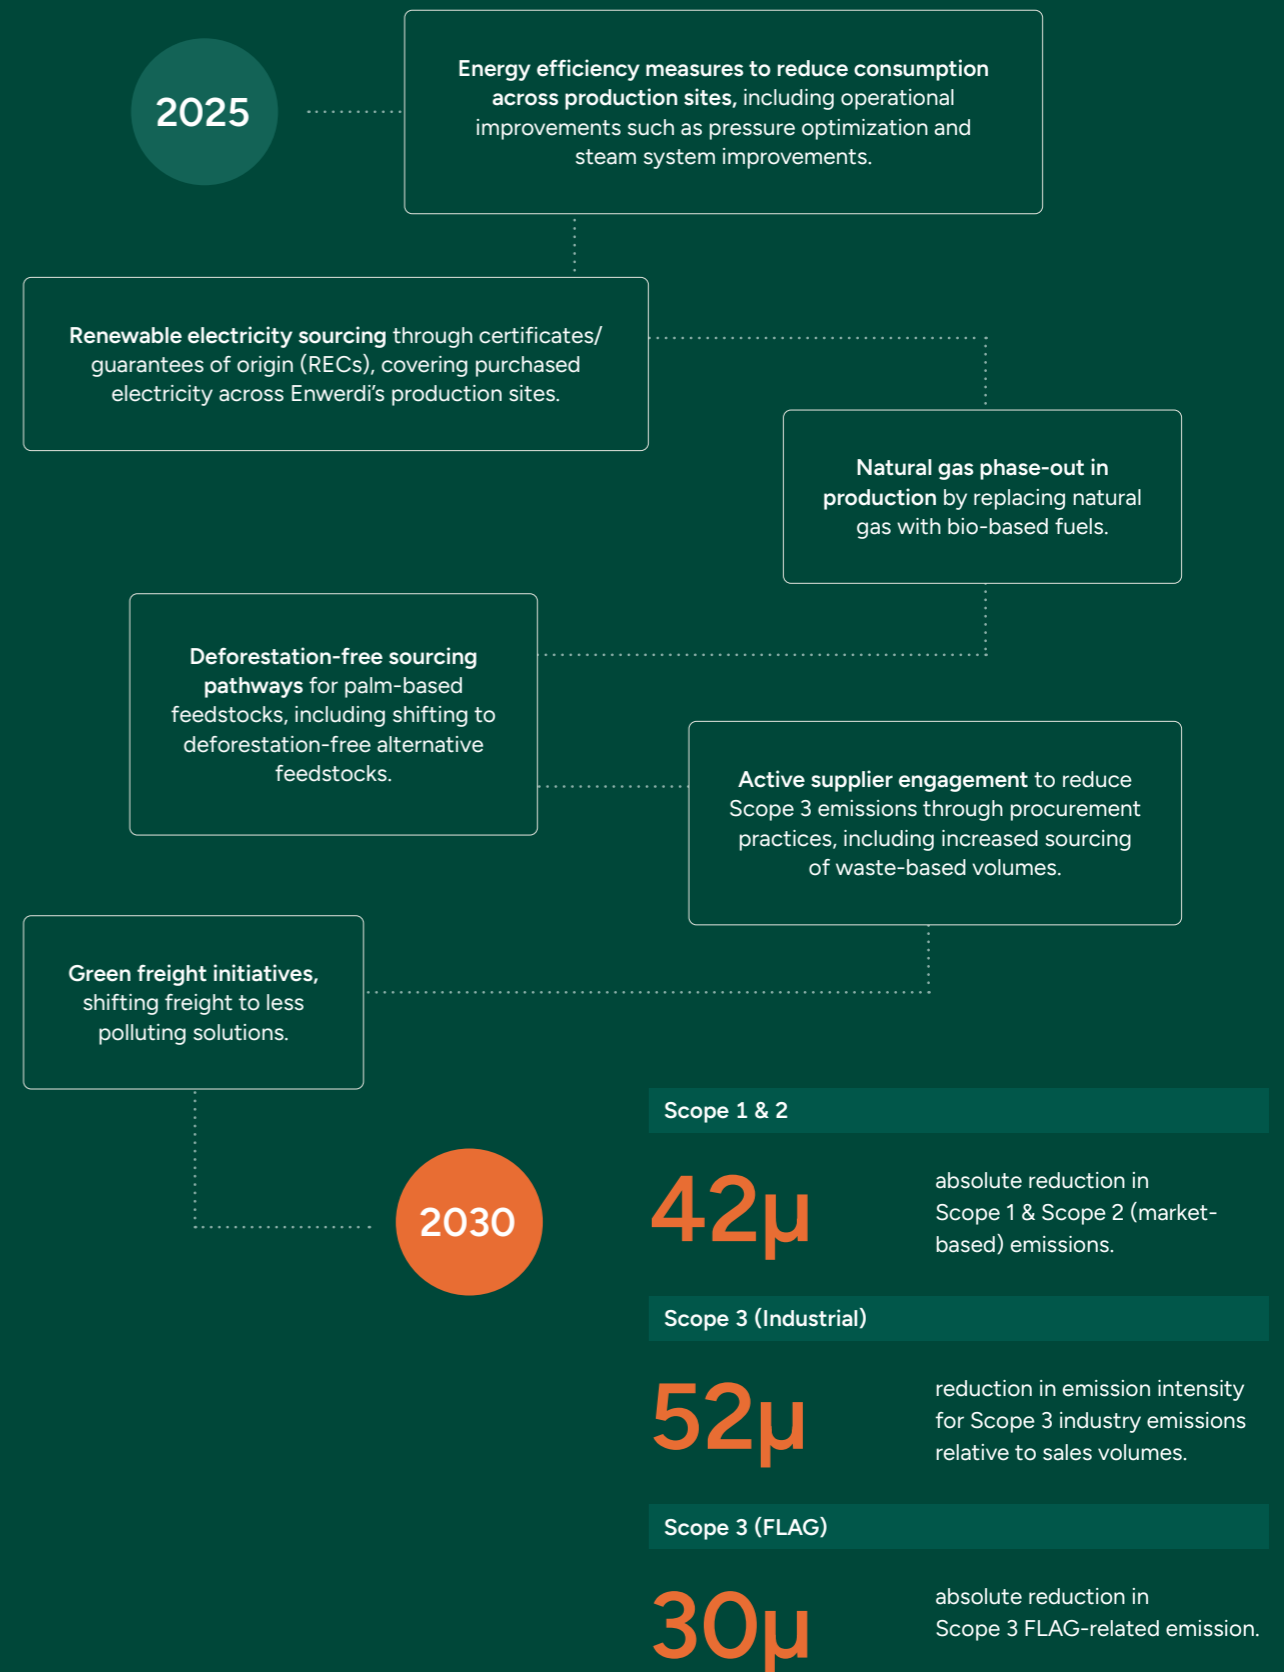 2025
Energy efficiency measures to reduce consumption
across production sites, including operational
improvements such as pressure optimization and
steam system improvements.
Renewable electricity sourcing through certificates/
guarantees of origin (RECs), covering purchased
electricity across Enwerdi’s production sites.
Natural gas phase-out in
production by replacing natural
gas with bio-based fuels.
Deforestation-free sourcing
pathways for palm-based
feedstocks, including shifting to
deforestation-free alternative
feedstocks.
Active supplier engagement to reduce
Scope 3 emissions through procurement
practices, including increased sourcing
of waste-based volumes.
Green freight initiatives,
shifting freight to less
polluting solutions.
2030
Scope 1 & 2
42µ
absolute reduction in
Scope 1 & Scope 2 (market-
based) emissions.
Scope 3 (Industrial)
52µ
reduction in emission intensity
for Scope 3 industry emissions
relative to sales volumes.
Scope 3 (FLAG)
30µ
absolute reduction in
Scope 3 FLAG-related emission.